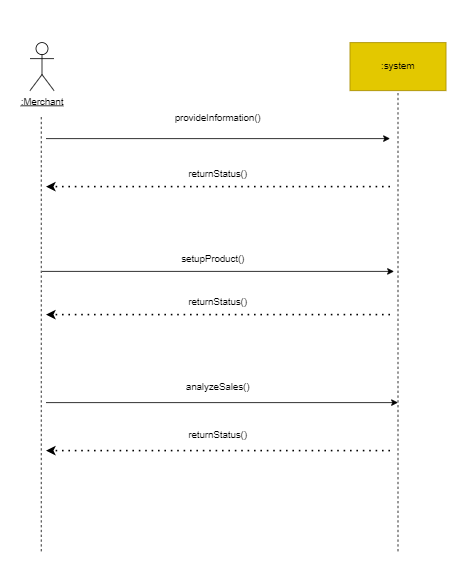 :system
:Merchant
provideInformation()
returnStatus()
setupProduct()
returnStatus()
analyzeSales()
returnStatus()